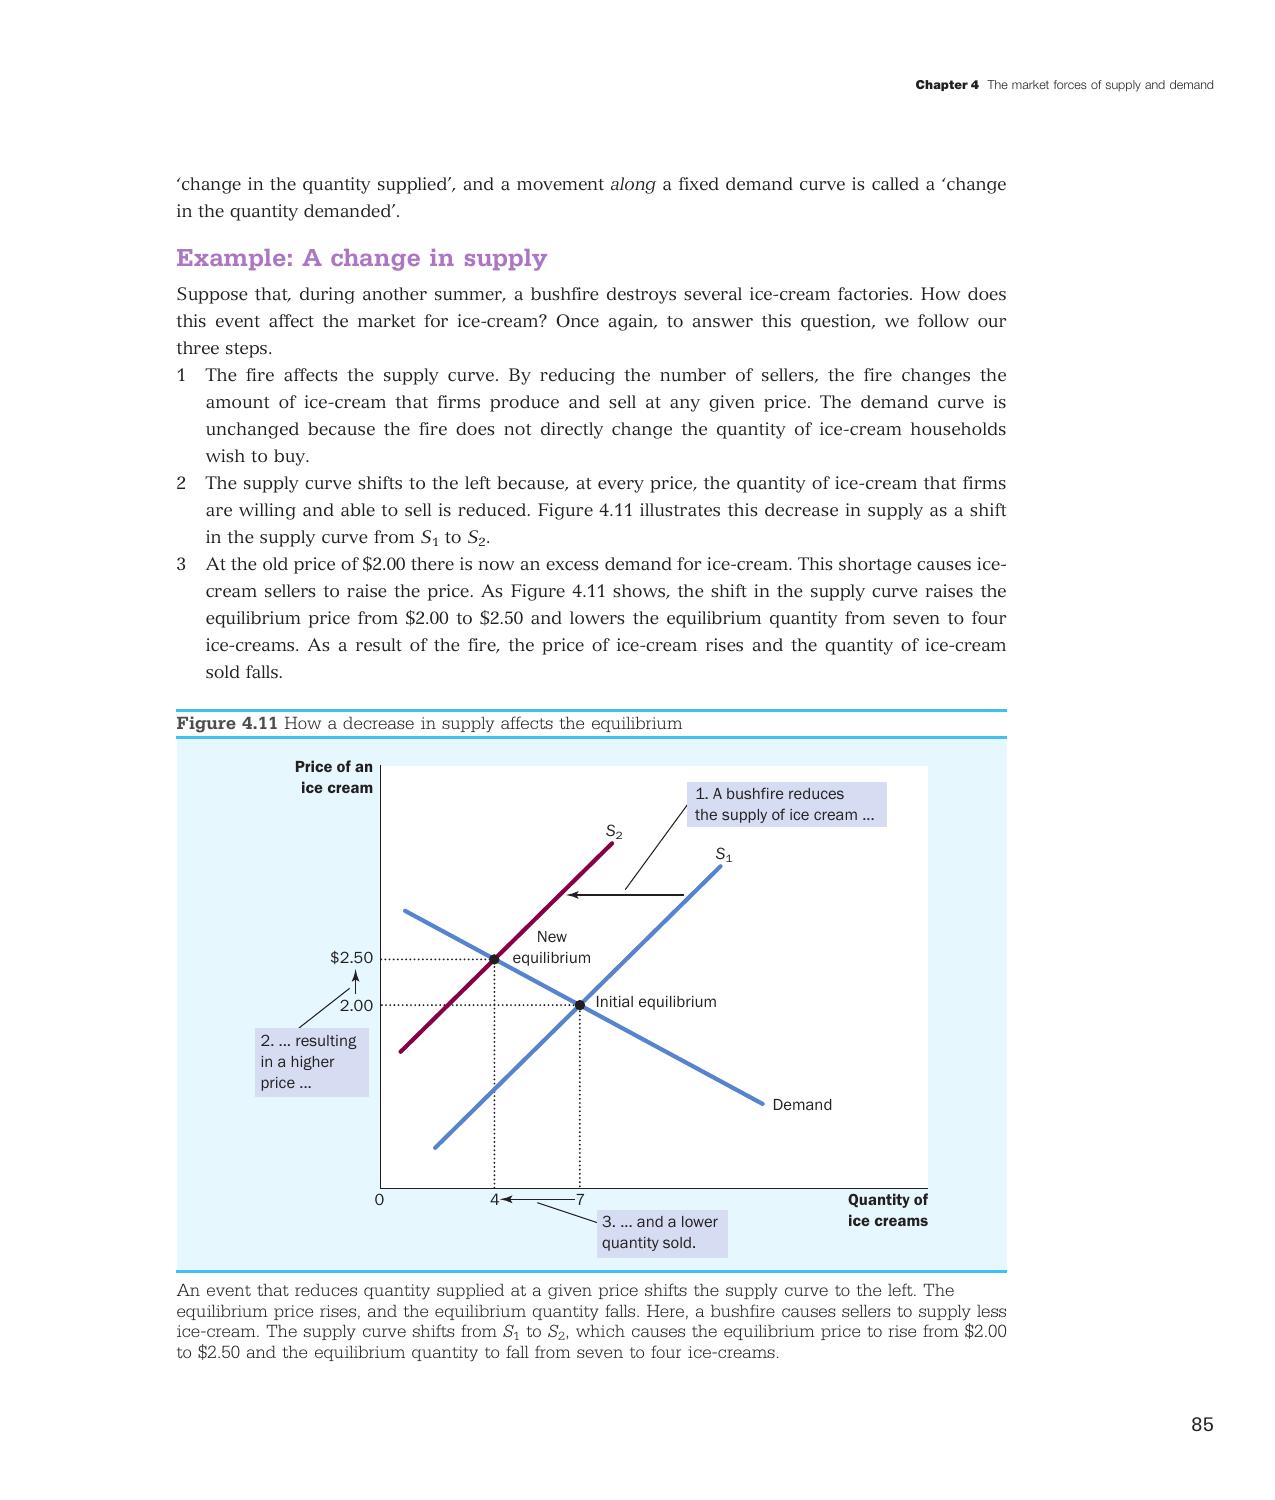 Chapter 4 The market forces of supply and demand
‘change in the quantity supplied’, and a movement along a fixed demand curve is called a ‘change
in the quantity demanded’.
Example: A change in supply
Suppose that, during another summer, a bushfire destroys several ice-cream factories. How does
this event affect the market for ice-cream? Once again, to answer this question, we follow our
three steps.
1 The fire affects the supply curve. By reducing the number of sellers, the fire changes the
amount of ice-cream that firms produce and sell at any given price. The demand curve is
unchanged because the fire does not directly change the quantity of ice-cream households
wish to buy.
2 The supply curve shifts to the left because, at every price, the quantity of ice-cream that firms
are willing and able to sell is reduced. Figure 4.11 illustrates this decrease in supply as a shift
in the supply curve from S₁ to S₂.
3 At the old price of $2.00 there is now an excess demand for ice-cream. This shortage causes ice-
cream sellers to raise the price. As Figure 4.11 shows, the shift in the supply curve raises the
equilibrium price from $2.00 to $2.50 and lowers the equilibrium quantity from seven to four
ice-creams. As a result of the fire, the price of ice-cream rises and the quantity of ice-cream
sold falls.
Figure 4.11 How a decrease in supply affects the equilibrium
Price of an
ice cream
1. A bushfire reduces
the supply of ice cream ...
S₂
S₁
New
equilibrium
$2.50
Initial equilibrium
2.00
2. ... resulting
in a higher
price ...
Demand
0
4
7
Quantity of
ice creams
3. ... and a lower
quantity sold.
An event that reduces quantity supplied at a given price shifts the supply curve to the left. The
equilibrium price rises, and the equilibrium quantity falls. Here, a bushfire causes sellers to supply less
ice-cream. The supply curve shifts from S₁ to S₂, which causes the equilibrium price to rise from $2.00
to $2.50 and the equilibrium quantity to fall from seven to four ice-creams.
85